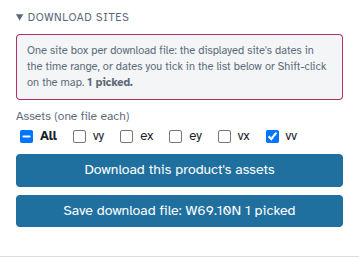 ▼ DOWNLOAD SITES
One site box per download file: the displayed site's dates in
the time range, or dates you tick in the list below or Shift-click
on the map. 1 picked.
Assets (one file each)
All vy ex ey vx vv
Download this product's assets
Save download file: W69.10N 1 picked